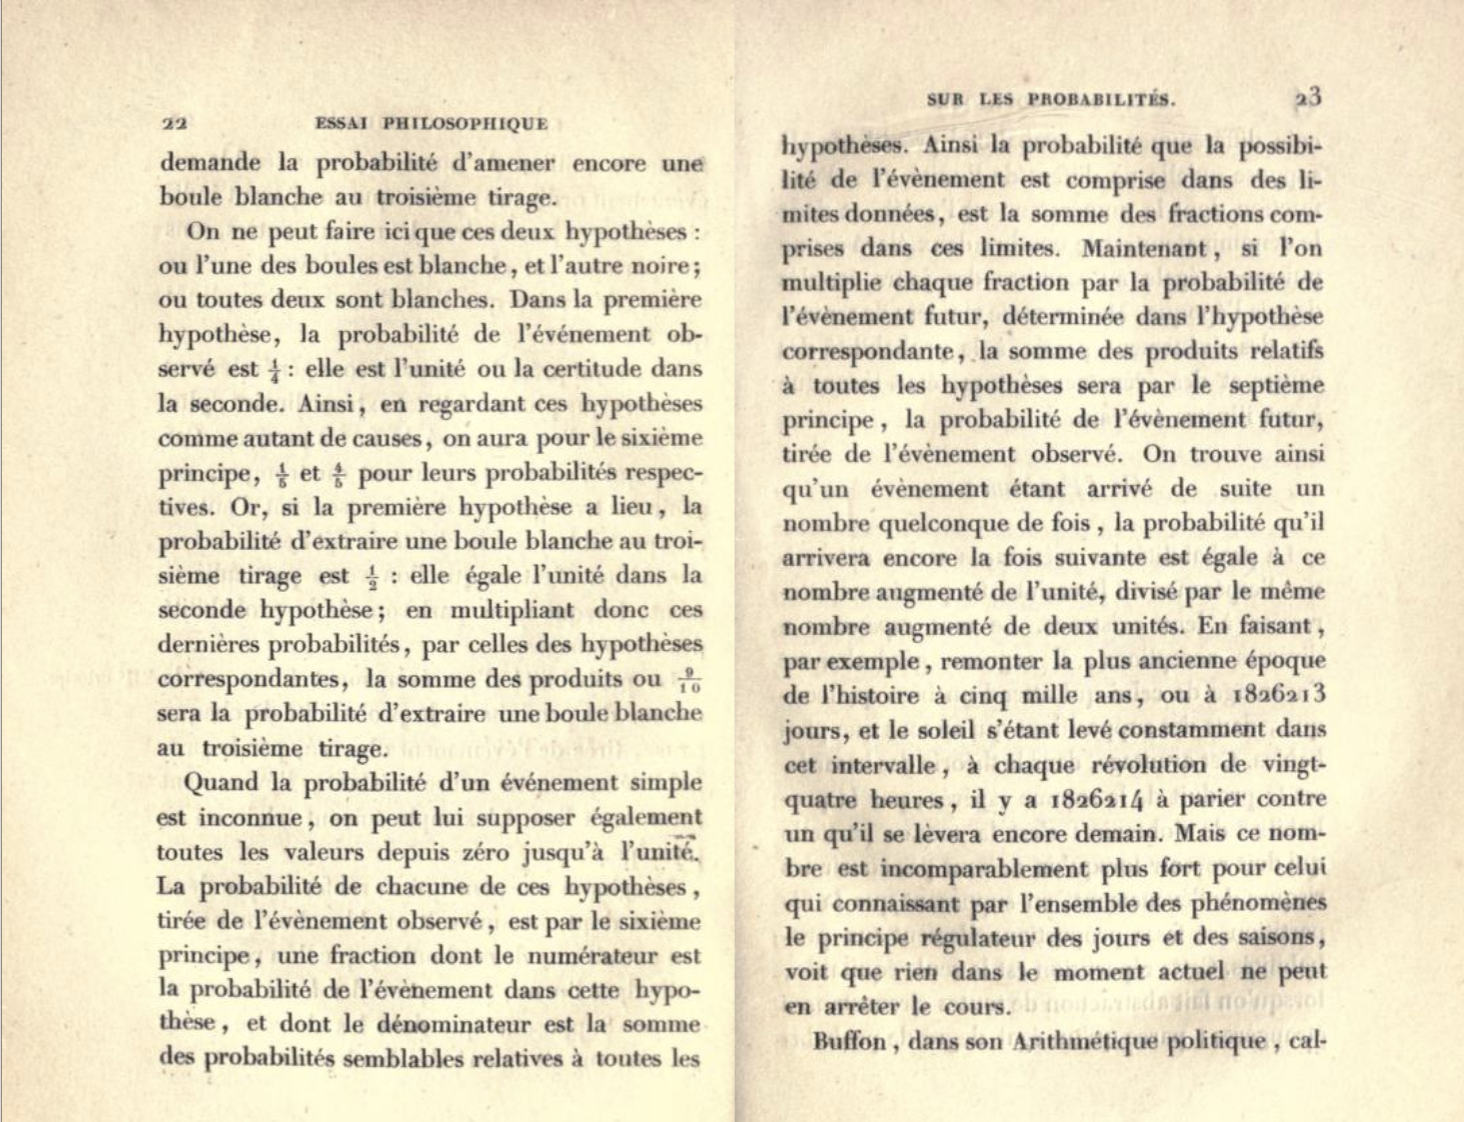 22 ESSAI PHILOSOPHIQUE
demande la probabilité d'amener encore une
boule blanche au troisième tirage.
On ne peut faire ici que ces deux hypothèses :
ou l'une des boules est blanche, et l'autre noire;
ou toutes deux sont blanches. Dans la première
hypothèse, la probabilité de l'événement ob-
servé est 1/4 : elle est l'unité ou la certitude dans
la seconde. Ainsi, en regardant ces hypothèses
comme autant de causes, on aura pour le sixième
principe, 1/5 et 4/5 pour leurs probabilités respec-
tives. Or, si la première hypothèse a lieu, la
probabilité d'extraire une boule blanche au troi-
sième tirage est 1/2 : elle égale l'unité dans la
seconde hypothèse; en multipliant donc ces
dernières probabilités, par celles des hypothèses
correspondantes, la somme des produits ou 9/10
sera la probabilité d'extraire une boule blanche
au troisième tirage.
Quand la probabilité d'un événement simple
est inconnue, on peut lui supposer également
toutes les valeurs depuis zéro jusqu'à l'unité.
La probabilité de chacune de ces hypothèses,
tirée de l'évènement observé, est par le sixième
principe, une fraction dont le numérateur est
la probabilité de l'évènement dans cette hypo-
thèse, et dont le dénominateur est la somme
des probabilités semblables relatives à toutes les
SUR LES PROBABILITÉS. 23
hypothèses. Ainsi la probabilité que la possibi-
lité de l'évènement est comprise dans des li-
mites données, est la somme des fractions com-
prises dans ces limites. Maintenant, si l'on
multiplie chaque fraction par la probabilité de
l'évènement futur, déterminée dans l'hypothèse
correspondante, la somme des produits relatifs
à toutes les hypothèses sera par le septième
principe, la probabilité de l'évènement futur,
tirée de l'évènement observé. On trouve ainsi
qu'un évènement étant arrivé de suite un
nombre quelconque de fois, la probabilité qu'il
arrivera encore la fois suivante est égale à ce
nombre augmenté de l'unité, divisé par le même
nombre augmenté de deux unités. En faisant,
par exemple, remonter la plus ancienne époque
de l'histoire à cinq mille ans, ou à 1826213
jours, et le soleil s'étant levé constamment dans
cet intervalle, à chaque révolution de vingt-
quatre heures, il y a 1826214 à parier contre
un qu'il se lèvera encore demain. Mais ce nom-
bre est incomparablement plus fort pour celui
qui connaissant par l'ensemble des phénomènes
le principe régulateur des jours et des saisons,
voit que rien dans le moment actuel ne peut
en arrêter le cours.
Buffon, dans son Arithmétique politique, cal-